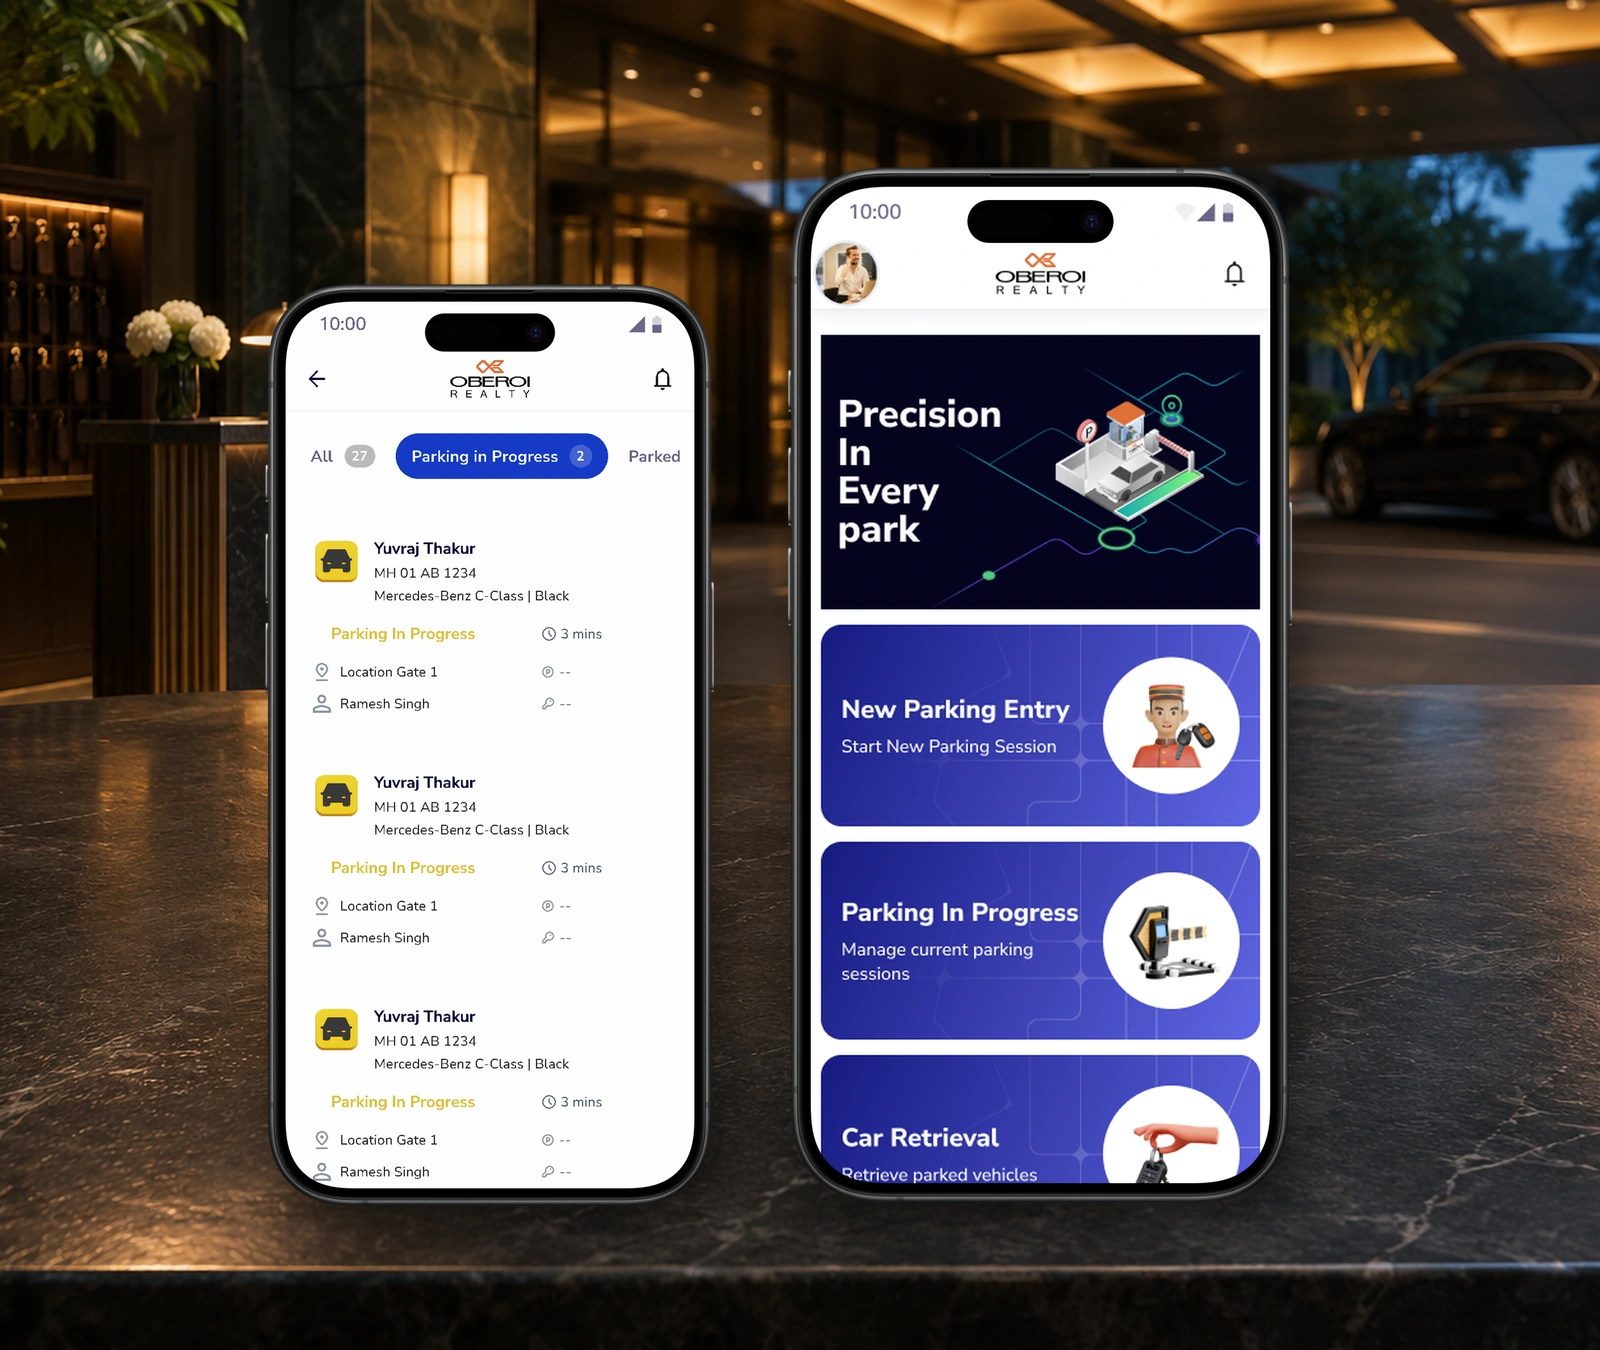 10:00
OBEROI
REALTY
All 27
Parking in Progress 2
Parked
Yuvraj Thakur
MH 01 AB 1234
Mercedes-Benz C-Class | Black
Parking In Progress
3 mins
Location Gate 1
P --
Ramesh Singh
--
Yuvraj Thakur
MH 01 AB 1234
Mercedes-Benz C-Class | Black
Parking In Progress
3 mins
Location Gate 1
P --
Ramesh Singh
--
Yuvraj Thakur
MH 01 AB 1234
Mercedes-Benz C-Class | Black
Parking In Progress
3 mins
Location Gate 1
P --
Ramesh Singh
--
10:00
OBEROI
REALTY
Precision
In
Every
park
P
New Parking Entry
Start New Parking Session
Parking In Progress
Manage current parking
sessions
Car Retrieval
Retrieve parked vehicles